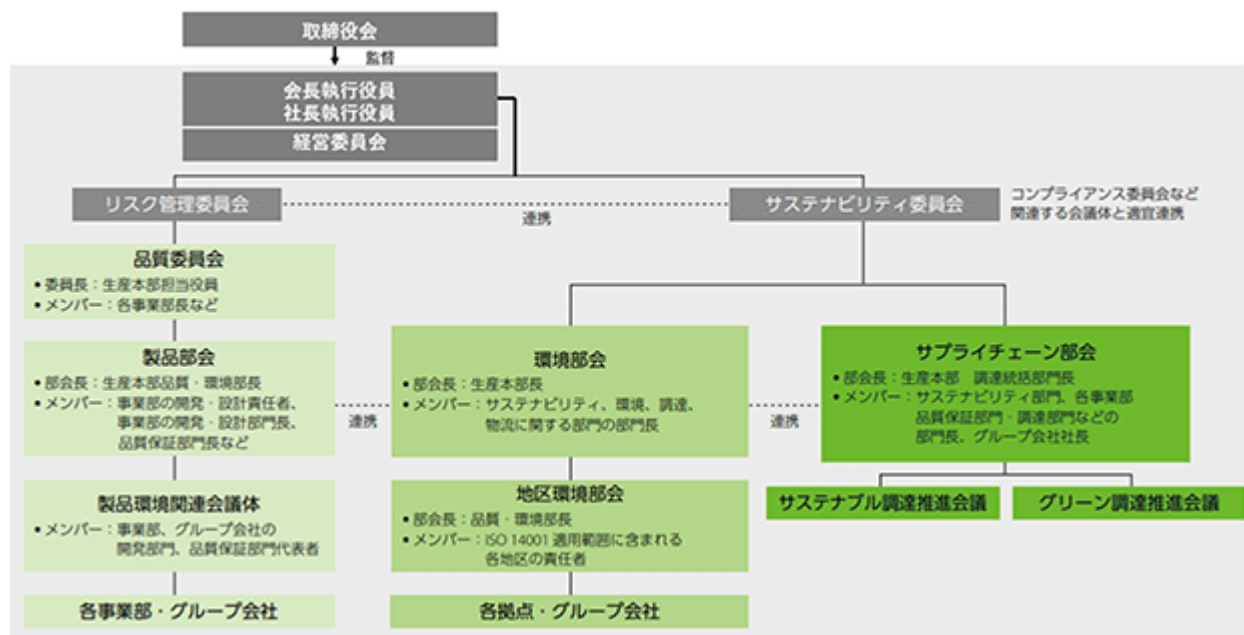 取締役会
監督
会長執行役員
社長執行役員
経営委員会
リスク管理委員会
連携
サステナビリティ委員会
コンプライアンス委員会など
関連する会議体と適宜連携
品質委員会
• 委員長：生産本部担当役員
• メンバー：各事業部長など
製品部会
• 部会長：生産本部品質・環境部長
• メンバー：事業部の開発・設計責任者、
事業部の開発・設計部門長、
品質保証部門長など
連携
環境部会
• 部会長：生産本部長
• メンバー：サステナビリティ、環境、調達、
物流に関する部門の部門長
連携
サプライチェーン部会
• 部会長：生産本部　調達統括部門長
• メンバー：サステナビリティ部門、各事業部
品質保証部門・調達部門などの
部門長、グループ会社社長
製品環境関連会議体
• メンバー：事業部、グループ会社の
開発部門、品質保証部門代表者
地区環境部会
• 部会長：品質・環境部長
• メンバー：ISO 14001 適用範囲に含まれる
各地区の責任者
サステナブル調達推進会議
グリーン調達推進会議
各事業部・グループ会社
各拠点・グループ会社